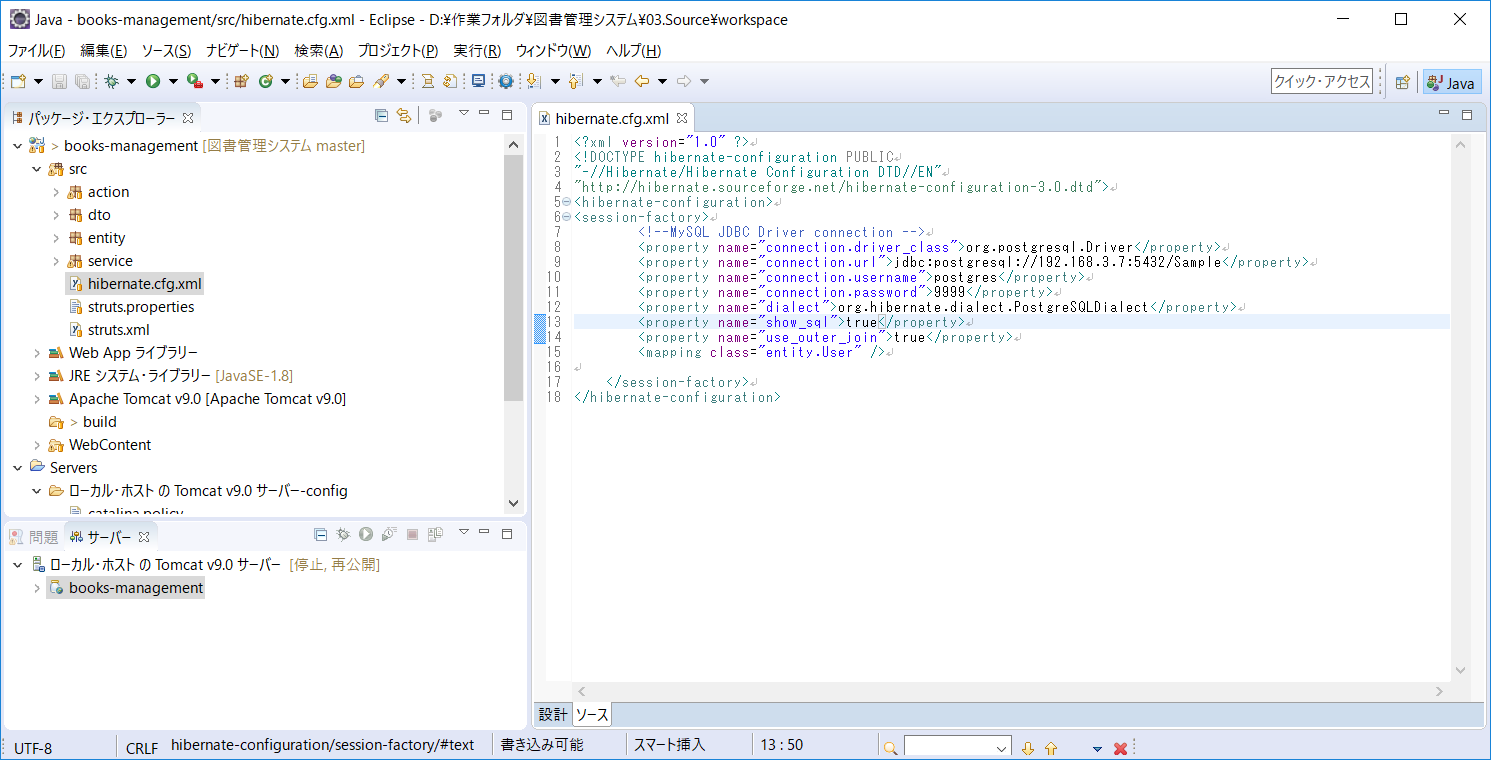 Java - books-management/src/hibernate.cfg.xml - Eclipse - D:¥作業フォルダ¥図書管理システム¥03.Source¥workspace
ファイル(F) 編集(E) ソース(S) ナビゲート(N) 検索(A) プロジェクト(P) 実行(R) ウィンドウ(W) ヘルプ(H)
クイック・アクセス Java
パッケージ・エクスプローラー
> books-management [図書管理システム master]
src
action
dto
entity
service
hibernate.cfg.xml
struts.properties
struts.xml
Web App ライブラリー
JRE システム・ライブラリー [JavaSE-1.8]
Apache Tomcat v9.0 [Apache Tomcat v9.0]
> build
WebContent
Servers
ローカル・ホスト の Tomcat v9.0 サーバー-config
catalina.policy
問題 サーバー
ローカル・ホスト の Tomcat v9.0 サーバー [停止, 再公開]
books-management
hibernate.cfg.xml
1 <?xml version="1.0" ?>
2 <!DOCTYPE hibernate-configuration PUBLIC
3 "-//Hibernate/Hibernate Configuration DTD//EN"
4 "http://hibernate.sourceforge.net/hibernate-configuration-3.0.dtd">
5 <hibernate-configuration>
6 <session-factory>
7 <!--MySQL JDBC Driver connection -->
8 <property name="connection.driver_class">org.postgresql.Driver</property>
9 <property name="connection.url">jdbc:postgresql://192.168.3.7:5432/Sample</property>
10 <property name="connection.username">postgres</property>
11 <property name="connection.password">9999</property>
12 <property name="dialect">org.hibernate.dialect.PostgreSQLDialect</property>
13 <property name="show_sql">true</property>
14 <property name="use_outer_join">true</property>
15 <mapping class="entity.User" />
16
17 </session-factory>
18 </hibernate-configuration>
設計 ソース
UTF-8 CRLF hibernate-configuration/session-factory/#text 書き込み可能 スマート挿入 13 : 50